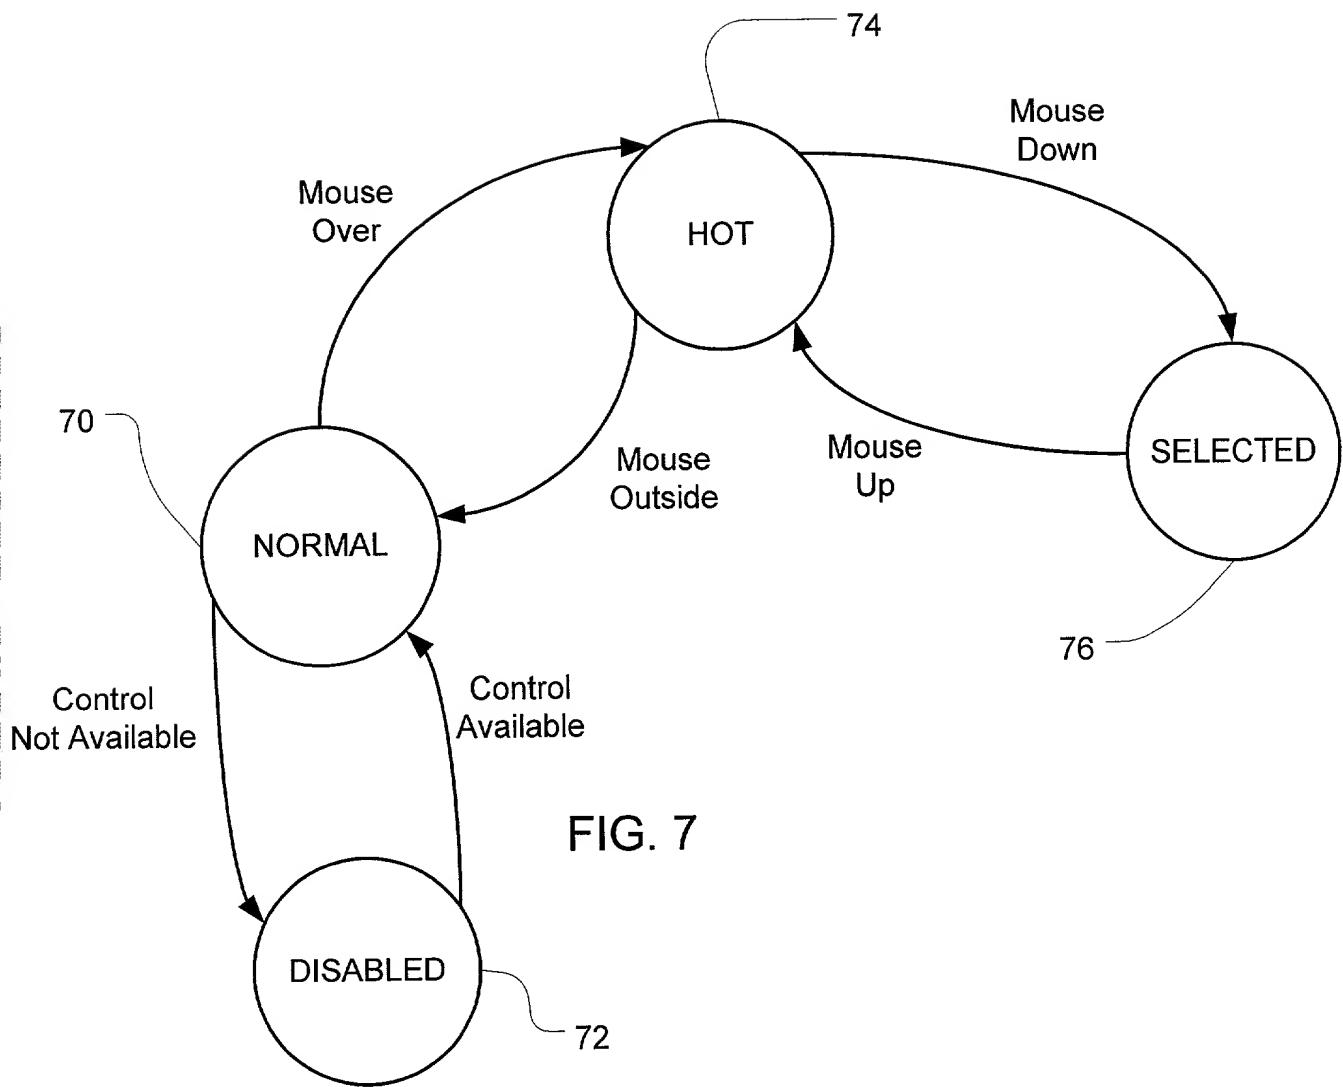 74
Mouse
Down
Mouse
Over
HOT
70
Mouse
Outside
Mouse
Up
SELECTED
NORMAL
76
Control
Not Available
Control
Available
FIG. 7
DISABLED
72